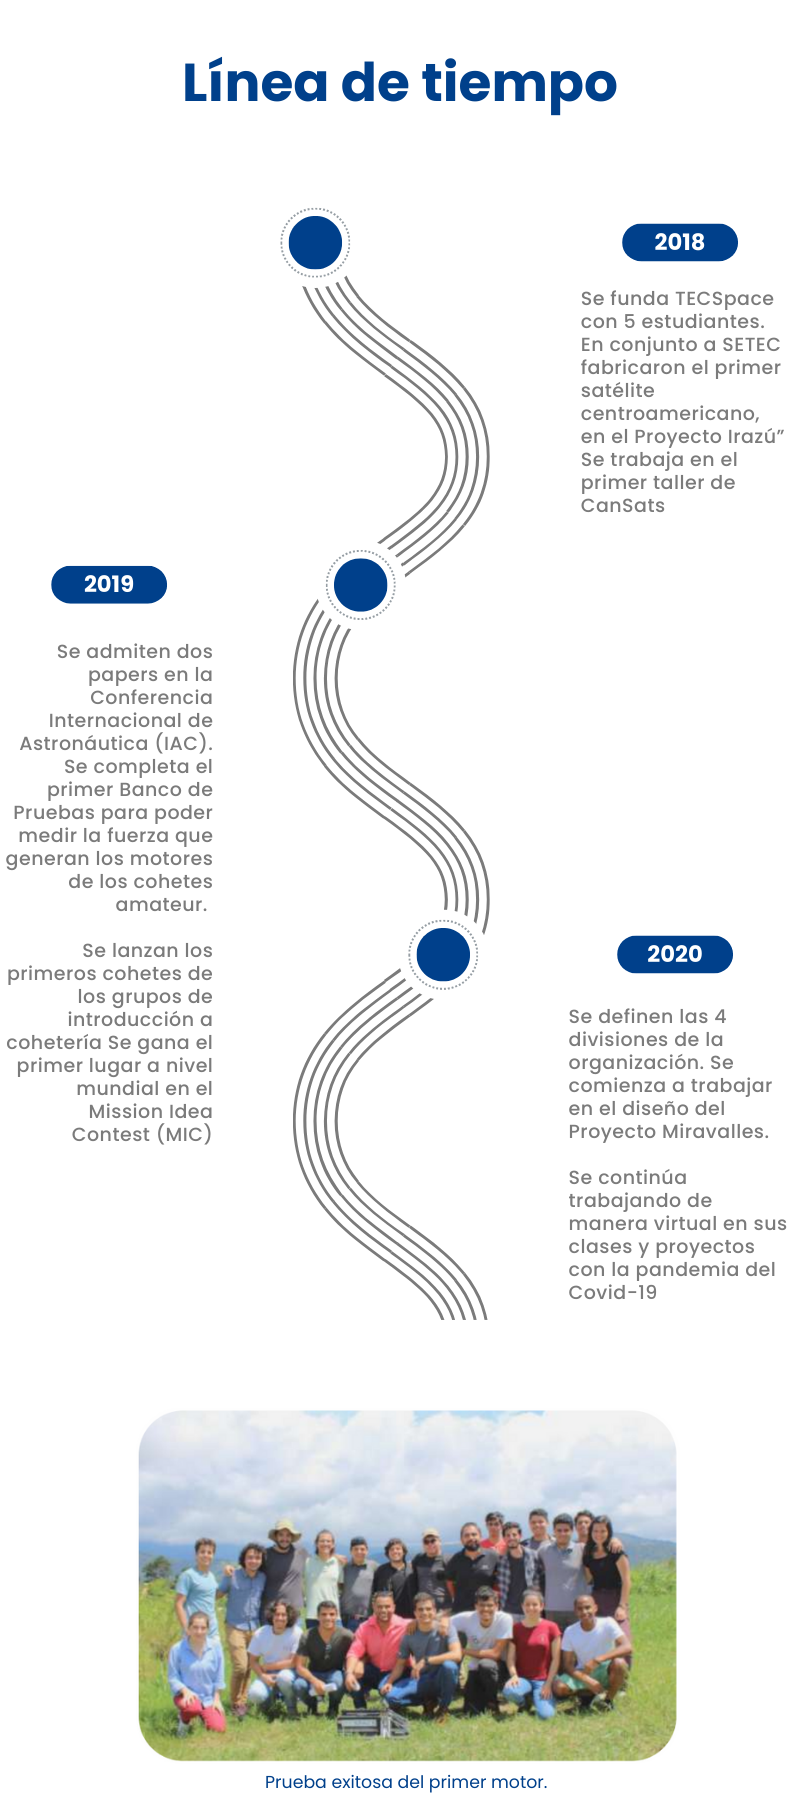 Línea de tiempo
2018
Se funda TECSpace
con 5 estudiantes.
En conjunto a SETEC
fabricaron el primer
satélite
centroamericano,
en el Proyecto Irazú”
Se trabaja en el
primer taller de
CanSats
2019
Se admiten dos
papers en la
Conferencia
Internacional de
Astronáutica (IAC).
Se completa el
primer Banco de
Pruebas para poder
medir la fuerza que
generan los motores
de los cohetes
amateur.
Se lanzan los
primeros cohetes de
los grupos de
introducción a
cohetería Se gana el
primer lugar a nivel
mundial en el
Mission Idea
Contest (MIC)
2020
Se definen las 4
divisiones de la
organización. Se
comienza a trabajar
en el diseño del
Proyecto Miravalles.
Se continúa
trabajando de
manera virtual en sus
clases y proyectos
con la pandemia del
Covid-19
Prueba exitosa del primer motor.